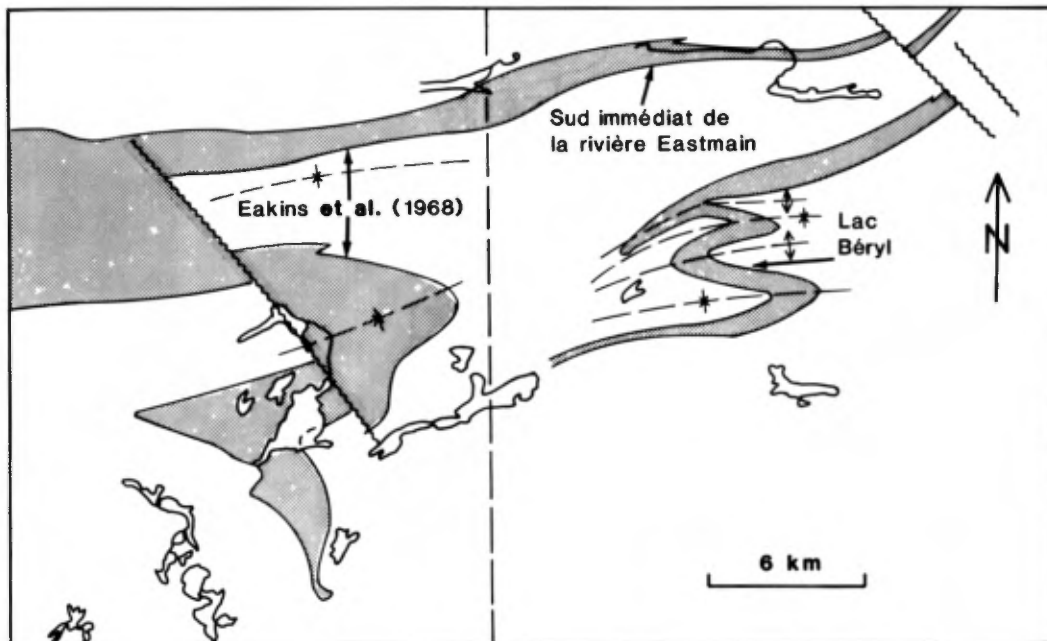 Sud immédiat de
la rivière Eastmain
Eakins et al. (1968)
Lac
Béryl
N
6 km